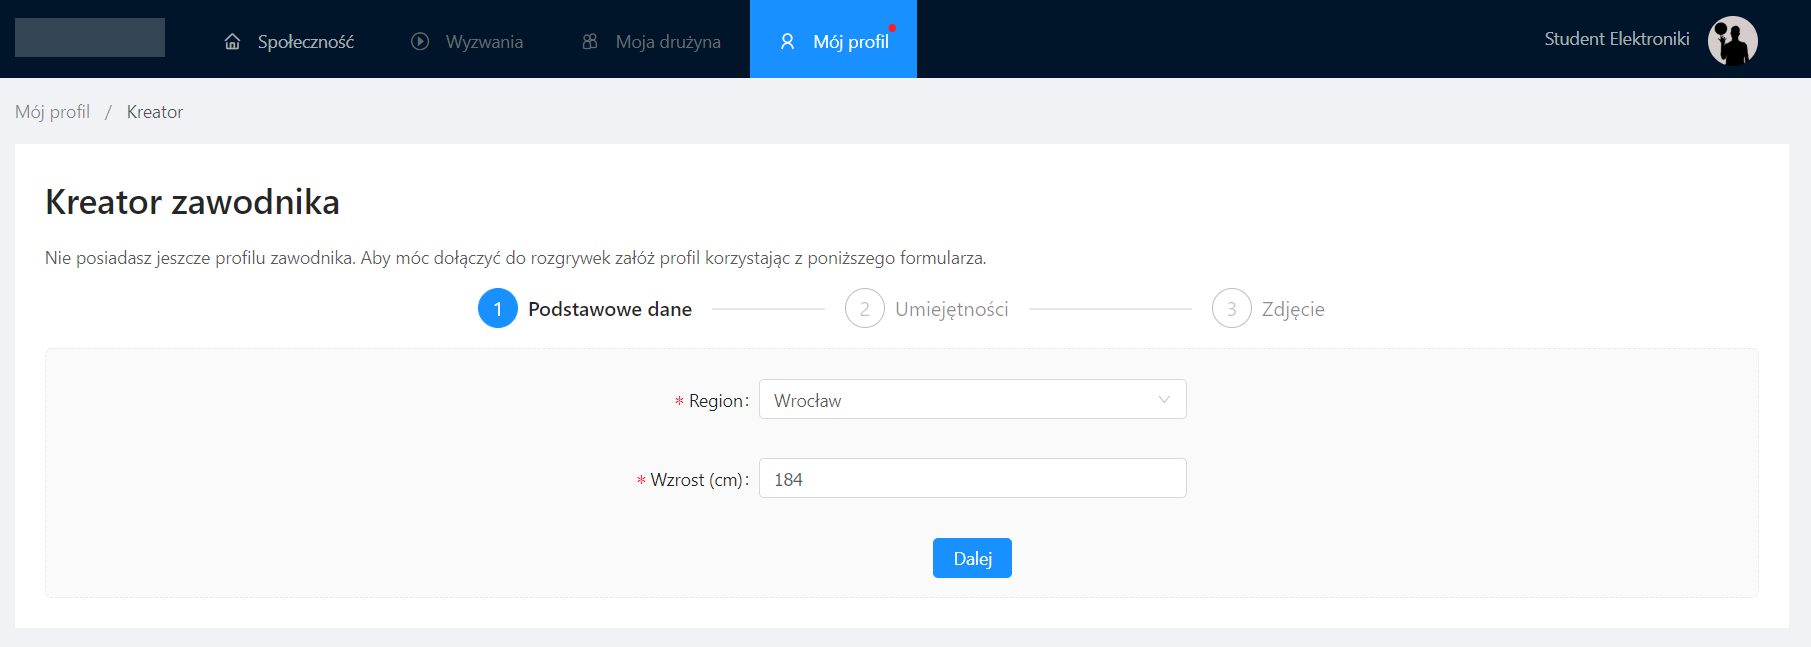 Społeczność Wyzwania Moja drużyna Mój profil Student Elektroniki
Mój profil / Kreator
Kreator zawodnika
Nie posiadasz jeszcze profilu zawodnika. Aby móc dołączyć do rozgrywek załóż profil korzystając z poniższego formularza.
1 Podstawowe dane 2 Umiejętności 3 Zdjęcie
* Region: Wrocław
* Wzrost (cm): 184
Dalej